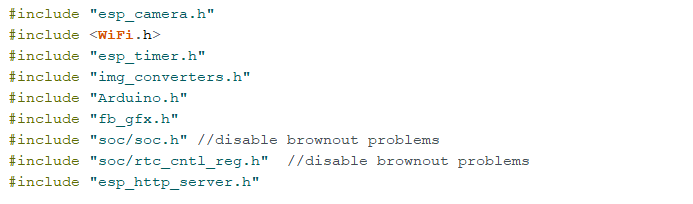 #include "esp_camera.h"
#include <WiFi.h>
#include "esp_timer.h"
#include "img_converters.h"
#include "Arduino.h"
#include "fb_gfx.h"
#include "soc/soc.h" //disable brownout problems
#include "soc/rtc_cntl_reg.h"  //disable brownout problems
#include "esp_http_server.h"